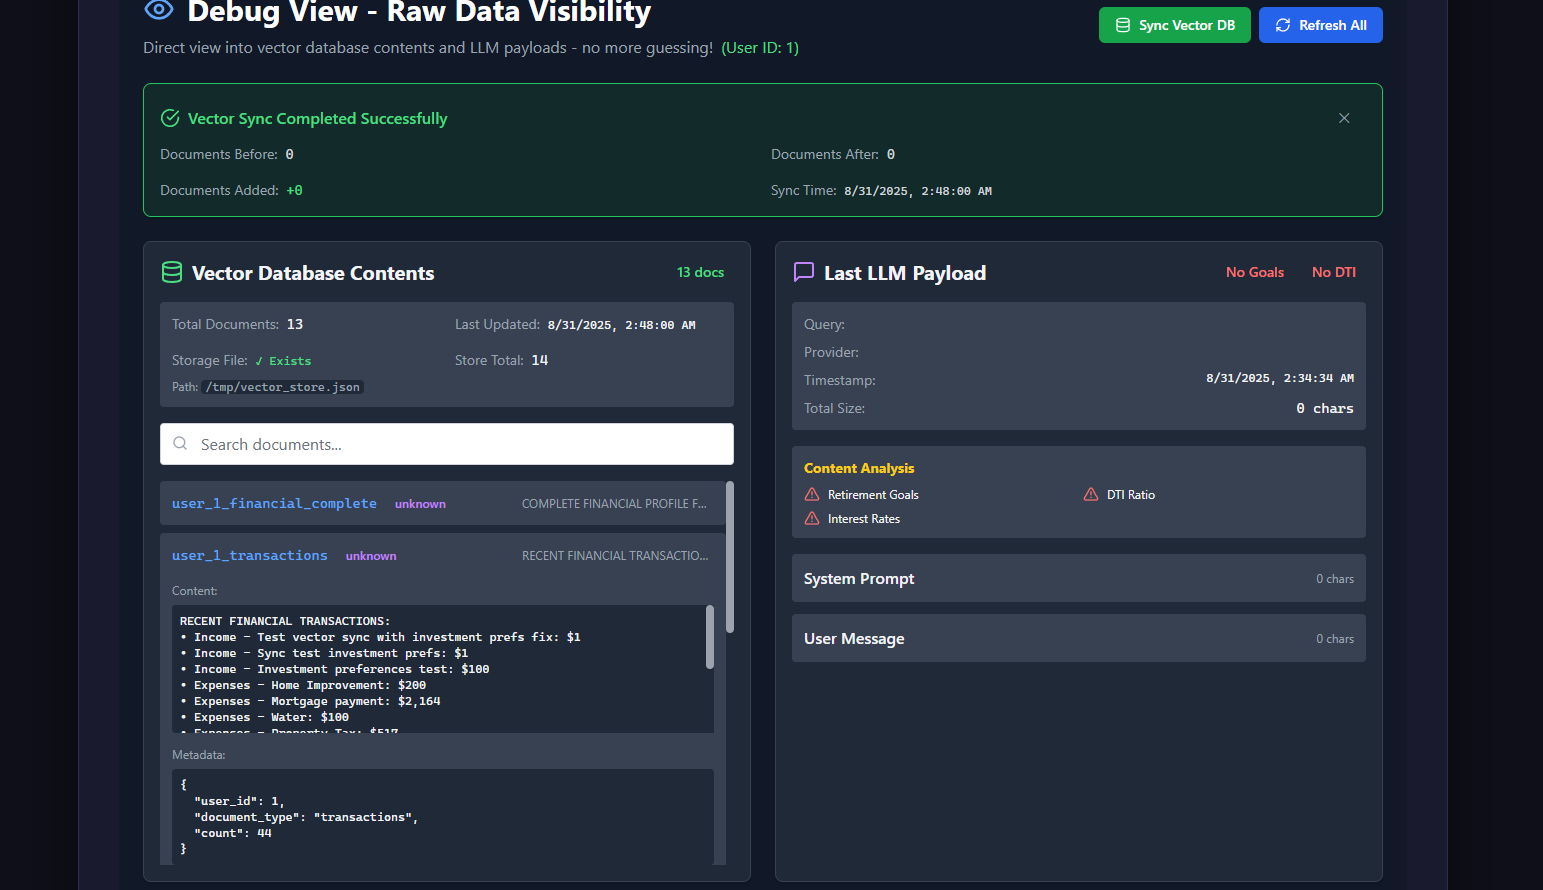 Debug View - Raw Data Visibility
Direct view into vector database contents and LLM payloads - no more guessing! (User ID: 1)
Sync Vector DB
Refresh All
Vector Sync Completed Successfully
Documents Before: 0
Documents After: 0
Documents Added: +0
Sync Time: 8/31/2025, 2:48:00 AM
Vector Database Contents
13 docs
Total Documents: 13
Last Updated: 8/31/2025, 2:48:00 AM
Storage File: ✓ Exists
Store Total: 14
Path: /tmp/vector_store.json
Search documents...
user_1_financial_complete unknown COMPLETE FINANCIAL PROFILE F...
user_1_transactions unknown RECENT FINANCIAL TRANSACTIO...
Content:
RECENT FINANCIAL TRANSACTIONS:
• Income - Test vector sync with investment prefs fix: $1
• Income - Sync test investment prefs: $1
• Income - Investment preferences test: $100
• Expenses - Home Improvement: $200
• Expenses - Mortgage payment: $2,164
• Expenses - Water: $100
• Expenses - Property Tax: $517
Metadata:
{
"user_id": 1,
"document_type": "transactions",
"count": 44
}
Last LLM Payload
No Goals
No DTI
Query:
Provider:
Timestamp: 8/31/2025, 2:34:34 AM
Total Size: 0 chars
Content Analysis
Retirement Goals
DTI Ratio
Interest Rates
System Prompt 0 chars
User Message 0 chars